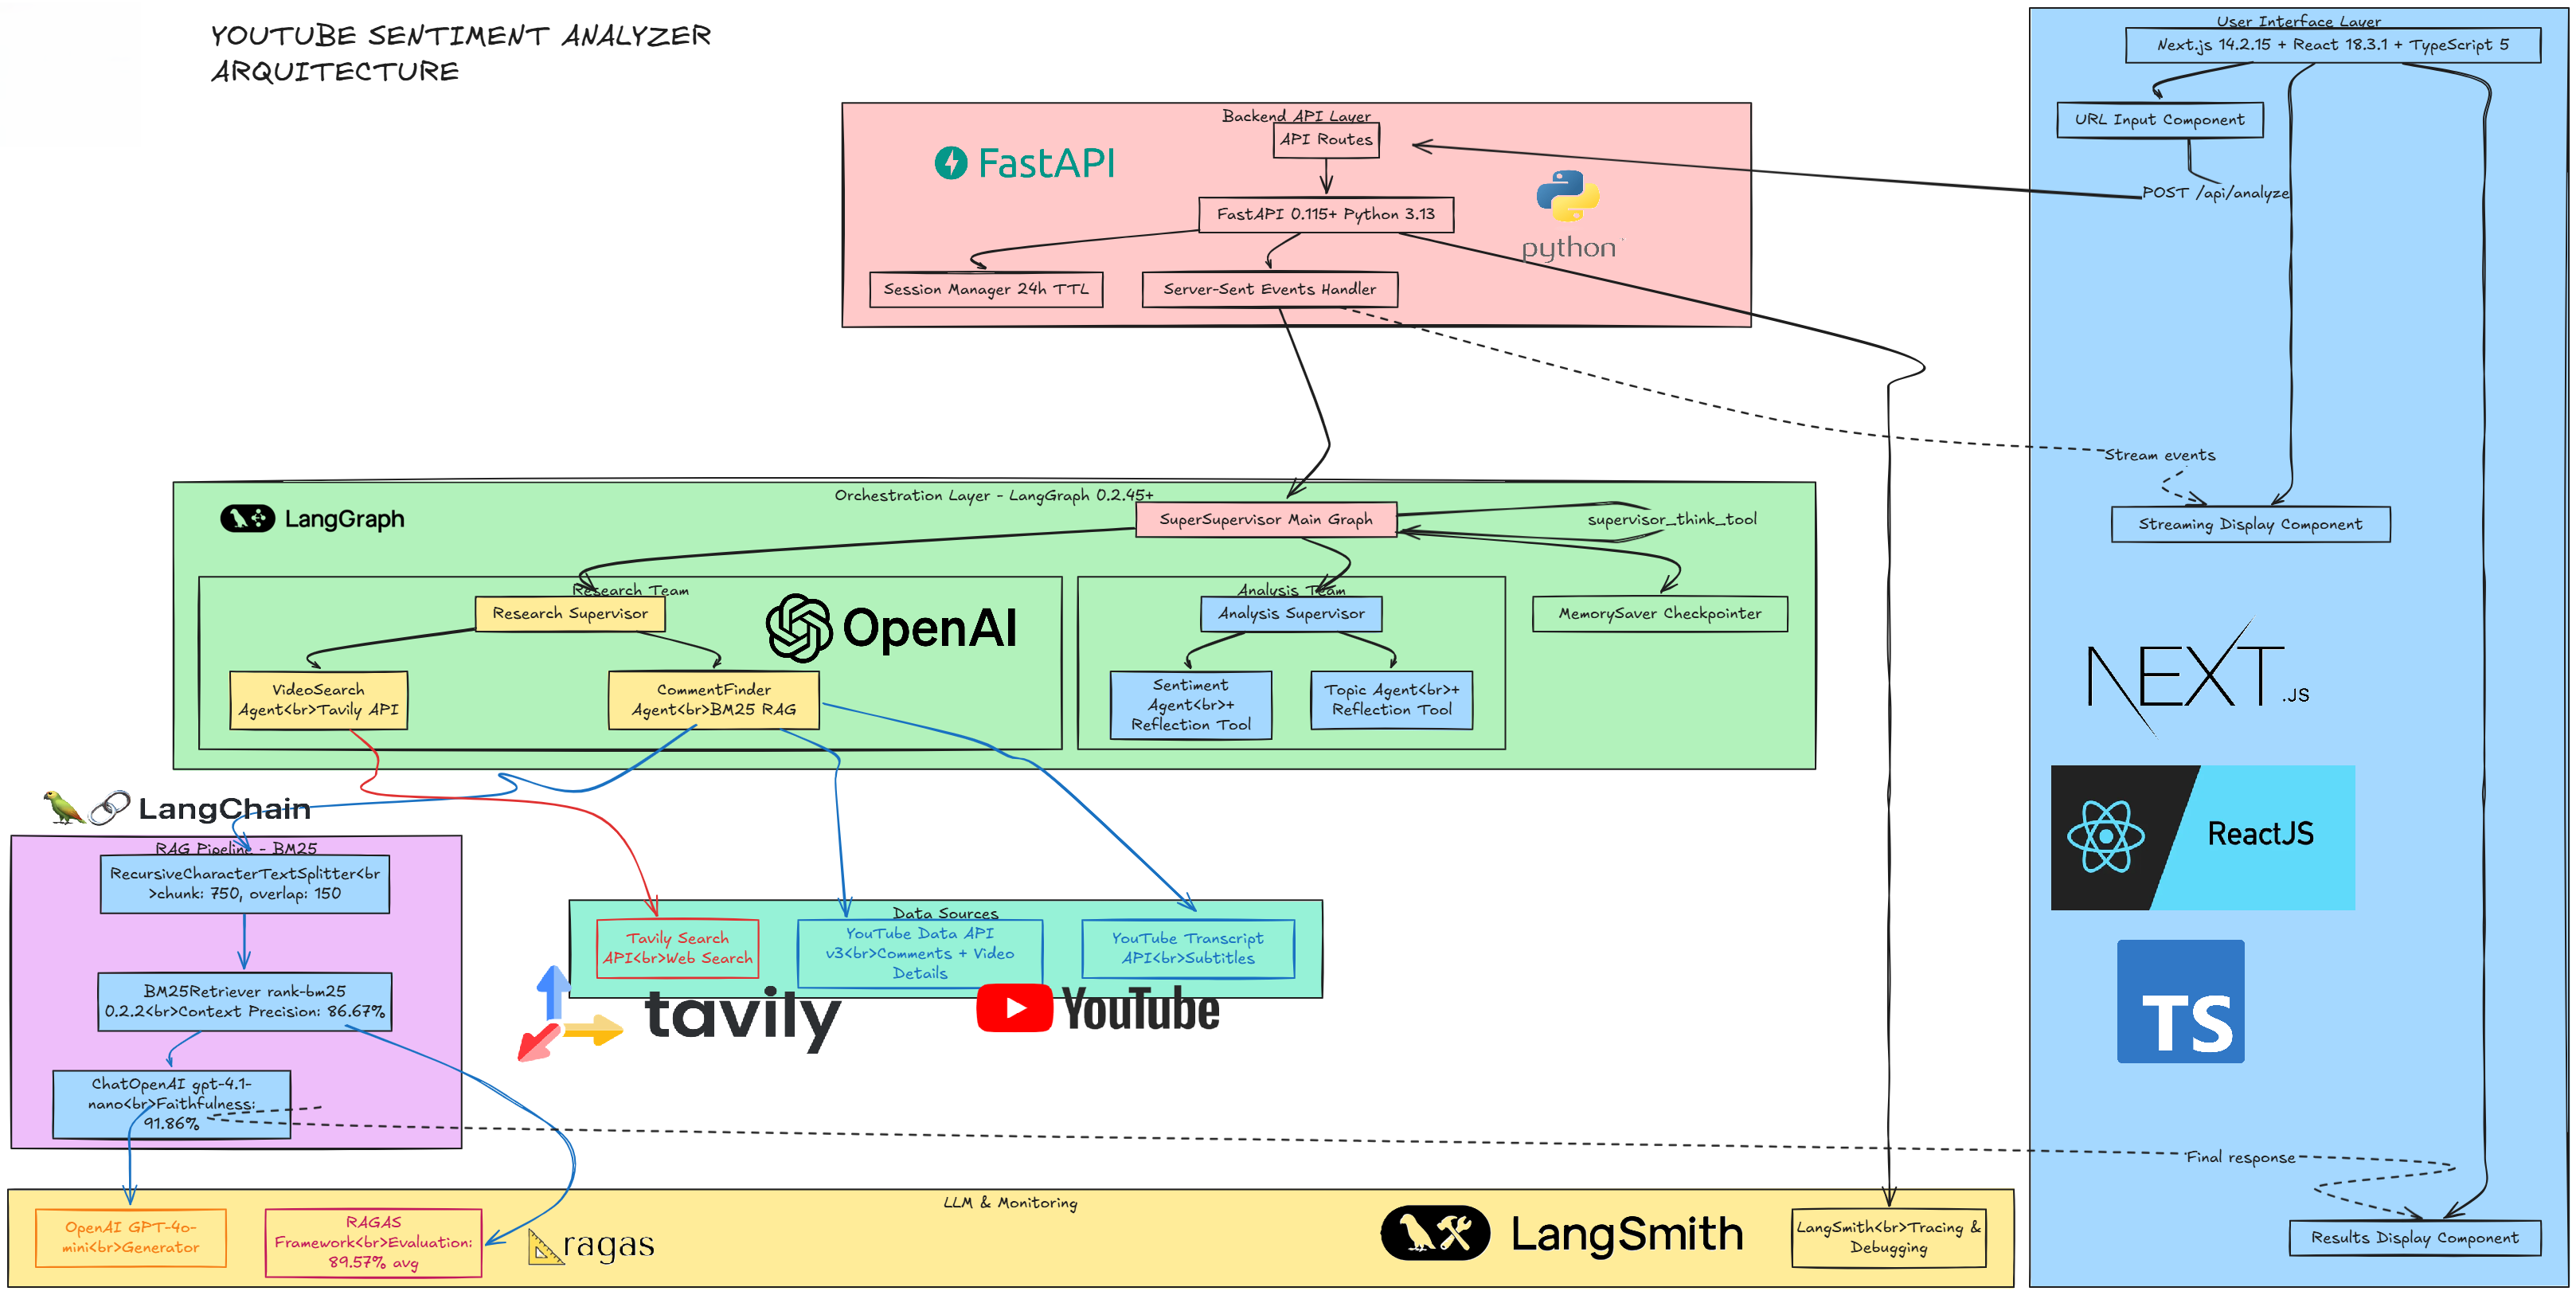 YOUTUBE SENTIMENT ANALYZER
ARQUITECTURE
User Interface Layer
Next.js 14.2.15 + React 18.3.1 + TypeScript 5
URL Input Component
POST /api/analyze
Backend API Layer
API Routes
FastAPI
FastAPI 0.115+ Python 3.13
python
Session Manager 24h TTL
Server-Sent Events Handler
Stream events
Streaming Display Component
Orchestration Layer - LangGraph 0.2.45+
LangGraph
SuperSupervisor Main Graph
supervisor_think_tool
Research Team
Research Supervisor
OpenAI
VideoSearch
Agent<br>Tavily API
CommentFinder
Agent<br>BM25 RAG
Analysis Team
Analysis Supervisor
Sentiment
Agent<br>+
Reflection Tool
Topic Agent<br>+
Reflection Tool
MemorySaver Checkpointer
NEXT.JS
ReactJS
TS
LangChain
RAG Pipeline - BM25
RecursiveCharacterTextSplitter<br
>chunk: 750, overlap: 150
BM25Retriever rank-bm25
0.2.2<br>Context Precision: 86.67%
ChatOpenAI gpt-4.1-
nano<br>Faithfulness:
91.86%
Data Sources
Tavily Search
API<br>Web Search
YouTube Data API
v3<br>Comments + Video
Details
YouTube Transcript
API<br>Subtitles
tavily
YouTube
Final response
Results Display Component
LLM & Monitoring
OpenAI GPT-4o-
mini<br>Generator
RAGAS
Framework<br>Evaluation:
89.57% avg
ragas
LangSmith
LangSmith<br>Tracing &
Debugging